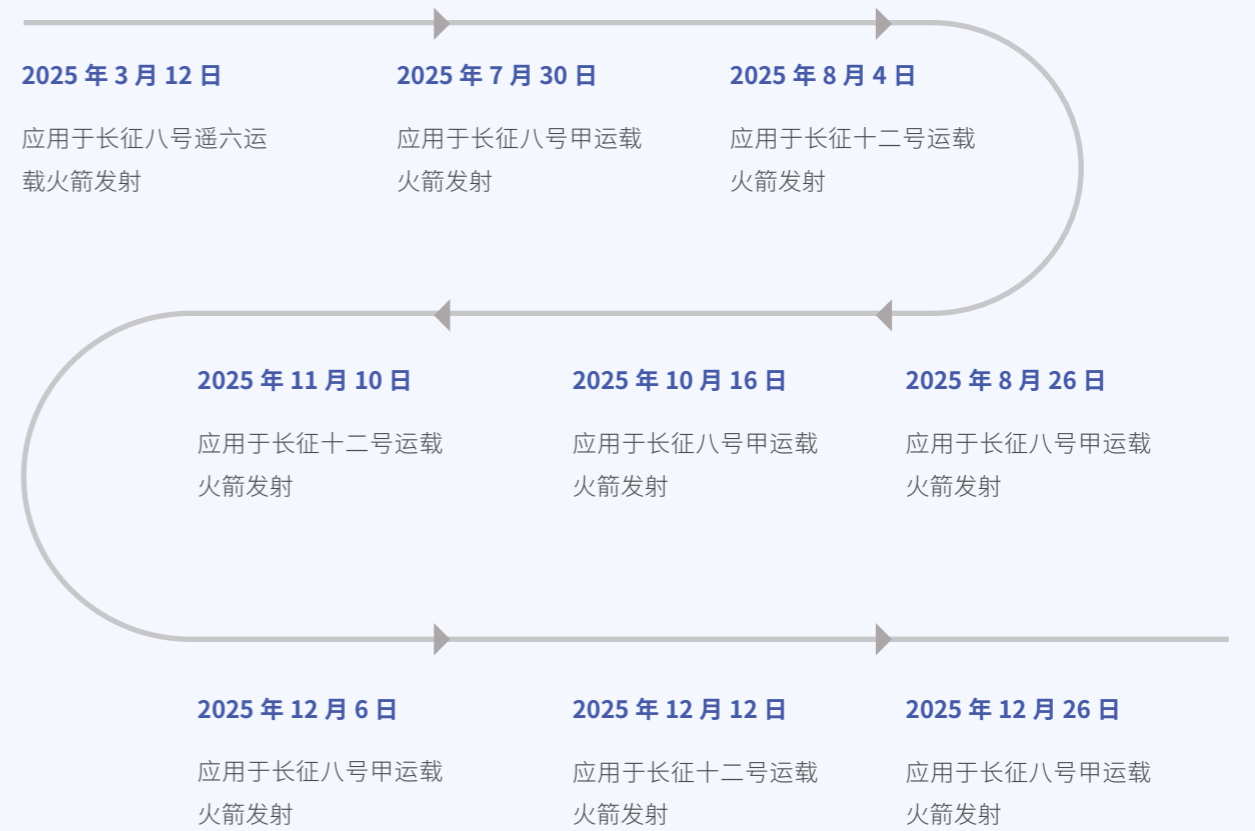 2025 年 3 月 12 日
应用于长征八号遥六运
载火箭发射
2025 年 7 月 30 日
应用于长征八号甲运载
火箭发射
2025 年 8 月 4 日
应用于长征十二号运载
火箭发射
2025 年 8 月 26 日
应用于长征八号甲运载
火箭发射
2025 年 10 月 16 日
应用于长征八号甲运载
火箭发射
2025 年 11 月 10 日
应用于长征十二号运载
火箭发射
2025 年 12 月 6 日
应用于长征八号甲运载
火箭发射
2025 年 12 月 12 日
应用于长征十二号运载
火箭发射
2025 年 12 月 26 日
应用于长征八号甲运载
火箭发射